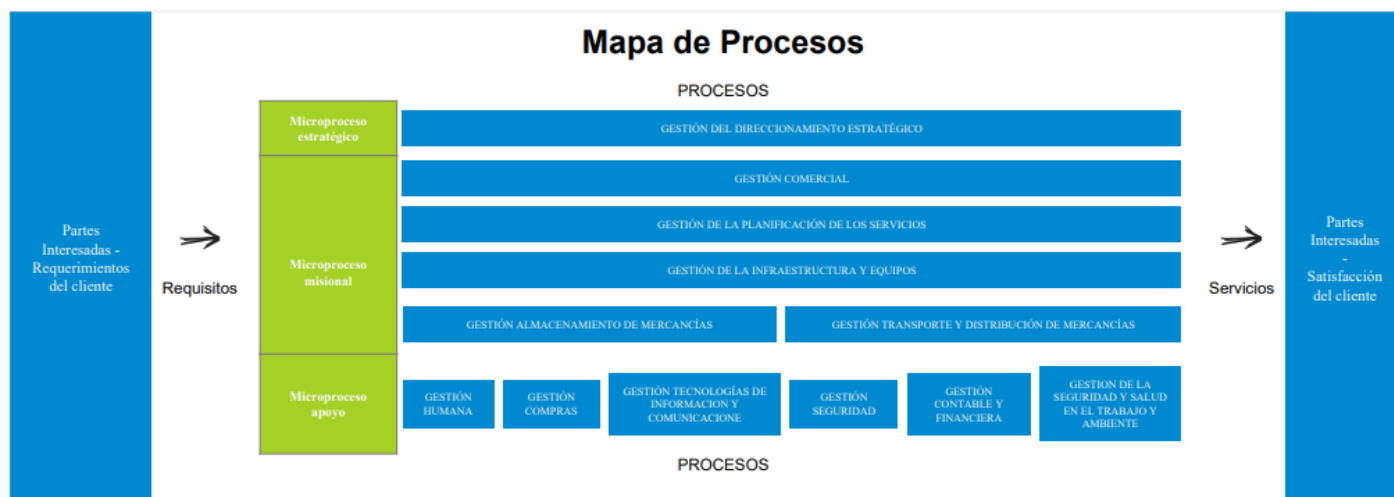 Mapa de Procesos
PROCESOS
Partes
Interesadas -
Requerimientos
del cliente
Requisitos
Microproceso
estratégico
GESTIÓN DEL DIRECCIONAMIENTO ESTRATÉGICO
Microproceso
misional
GESTIÓN COMERCIAL
GESTIÓN DE LA PLANIFICACIÓN DE LOS SERVICIOS
GESTIÓN DE LA INFRAESTRUCTURA Y EQUIPOS
GESTIÓN ALMACENAMIENTO DE MERCANCÍAS
GESTIÓN TRANSPORTE Y DISTRIBUCIÓN DE MERCANCÍAS
Microproceso
apoyo
GESTIÓN
HUMANA
GESTIÓN
COMPRAS
GESTIÓN TECNOLOGÍAS DE
INFORMACION Y
COMUNICACIONE
GESTIÓN
SEGURIDAD
GESTIÓN
CONTABLE Y
FINANCIERA
GESTION DE LA
SEGURIDAD Y SALUD
EN EL TRABAJO Y
AMBIENTE
PROCESOS
Servicios
Partes
Interesadas
-
Satisfacción
del cliente